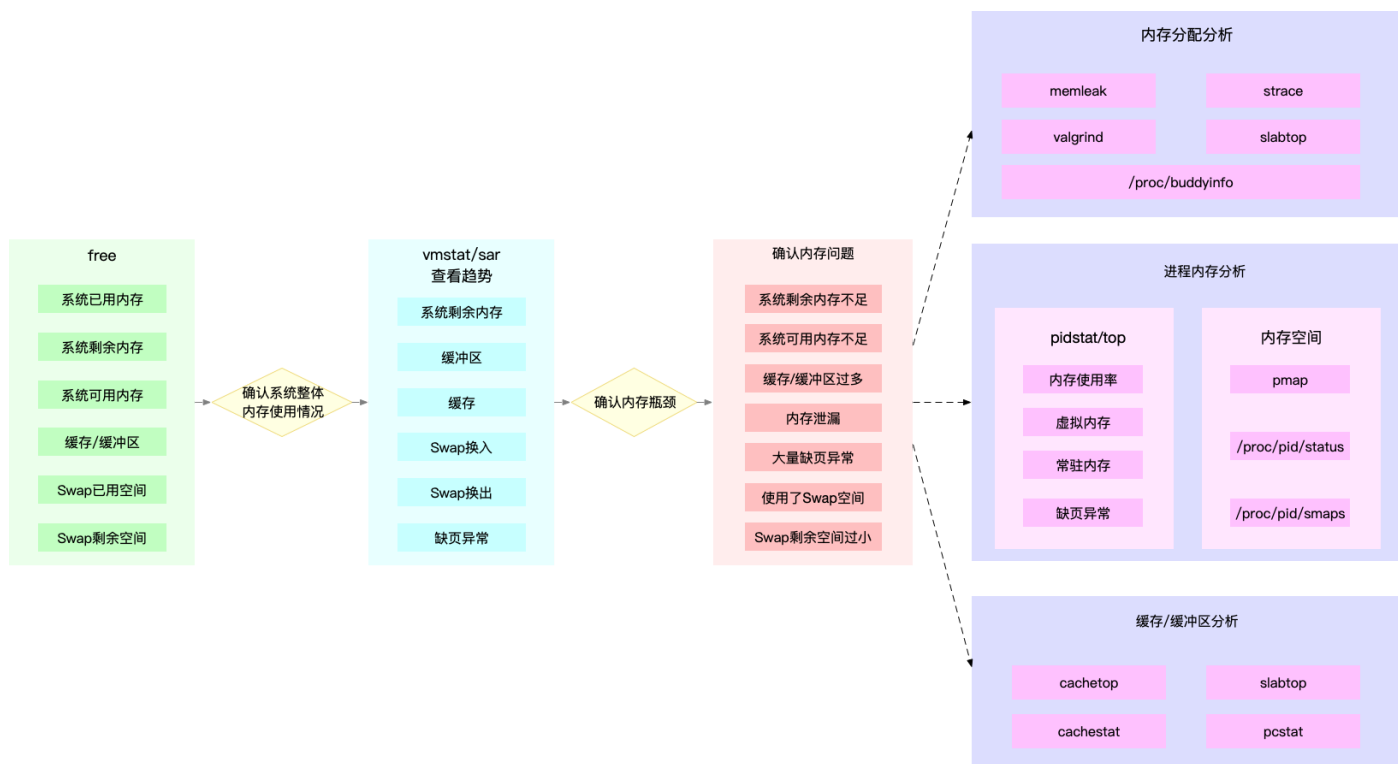 free
系统已用内存
系统剩余内存
系统可用内存
缓存/缓冲区
Swap已用空间
Swap剩余空间
确认系统整体
内存使用情况
vmstat/sar
查看趋势
系统剩余内存
缓冲区
缓存
Swap换入
Swap换出
缺页异常
确认内存瓶颈
确认内存问题
系统剩余内存不足
系统可用内存不足
缓存/缓冲区过多
内存泄漏
大量缺页异常
使用了Swap空间
Swap剩余空间过小
内存分配分析
memleak
strace
valgrind
slabtop
/proc/buddyinfo
进程内存分析
pidstat/top
内存使用率
虚拟内存
常驻内存
缺页异常
内存空间
pmap
/proc/pid/status
/proc/pid/smaps
缓存/缓冲区分析
cachetop
slabtop
cachestat
pcstat